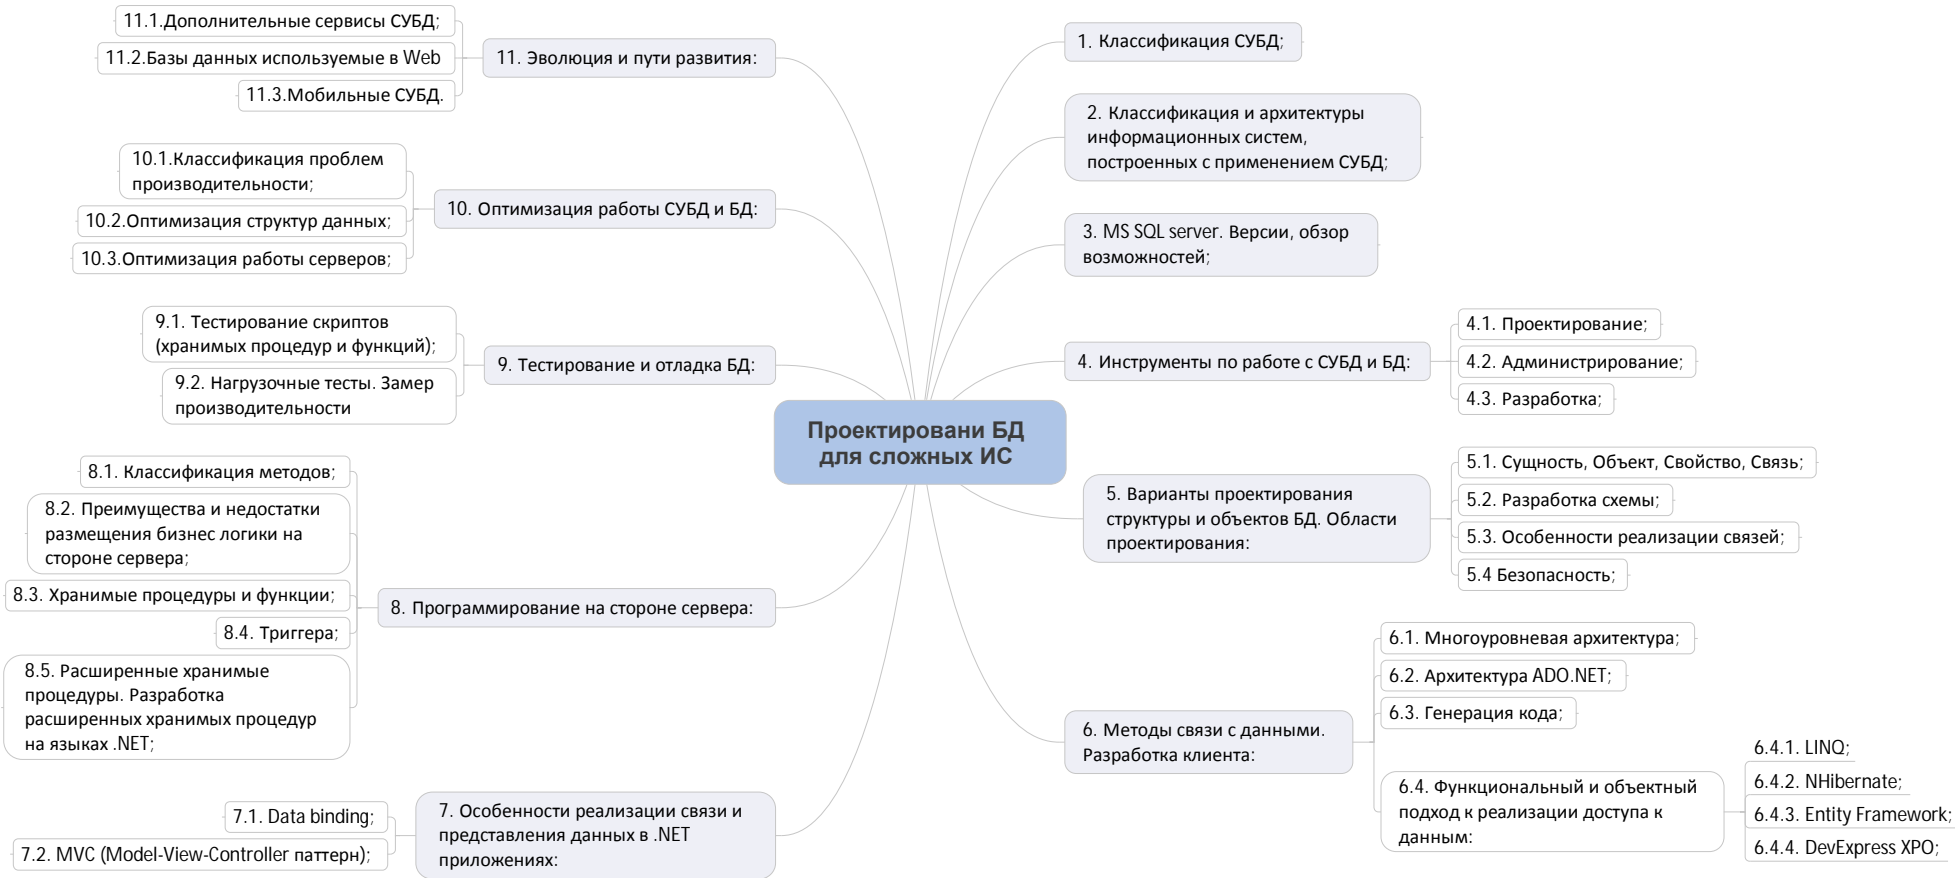 Проектировани БД
для сложных ИС
1. Классификация СУБД;
2. Классификация и архитектуры
информационных систем,
построенных с применением СУБД;
3. MS SQL server. Версии, обзор
возможностей;
4. Инструменты по работе с СУБД и БД:
4.1. Проектирование;
4.2. Администрирование;
4.3. Разработка;
5. Варианты проектирования
структуры и объектов БД. Области
проектирования:
5.1. Сущность, Объект, Свойство, Связь;
5.2. Разработка схемы;
5.3. Особенности реализации связей;
5.4 Безопасность;
6. Методы связи с данными.
Разработка клиента:
6.1. Многоуровневая архитектура;
6.2. Архитектура ADO.NET;
6.3. Генерация кода;
6.4. Функциональный и объектный
подход к реализации доступа к
данным:
6.4.1. LINQ;
6.4.2. NHibernate;
6.4.3. Entity Framework;
6.4.4. DevExpress XPO;
7. Особенности реализации связи и
представления данных в .NET
приложениях:
7.1. Data binding;
7.2. MVC (Model-View-Controller паттерн);
8. Программирование на стороне сервера:
8.1. Классификация методов;
8.2. Преимущества и недостатки
размещения бизнес логики на
стороне сервера;
8.3. Хранимые процедуры и функции;
8.4. Триггера;
8.5. Расширенные хранимые
процедуры. Разработка
расширенных хранимых процедур
на языках .NET;
9. Тестирование и отладка БД:
9.1. Тестирование скриптов
(хранимых процедур и функций);
9.2. Нагрузочные тесты. Замер
производительности
10. Оптимизация работы СУБД и БД:
10.1.Классификация проблем
производительности;
10.2.Оптимизация структур данных;
10.3.Оптимизация работы серверов;
11. Эволюция и пути развития:
11.1.Дополнительные сервисы СУБД;
11.2.Базы данных используемые в Web
11.3.Мобильные СУБД.